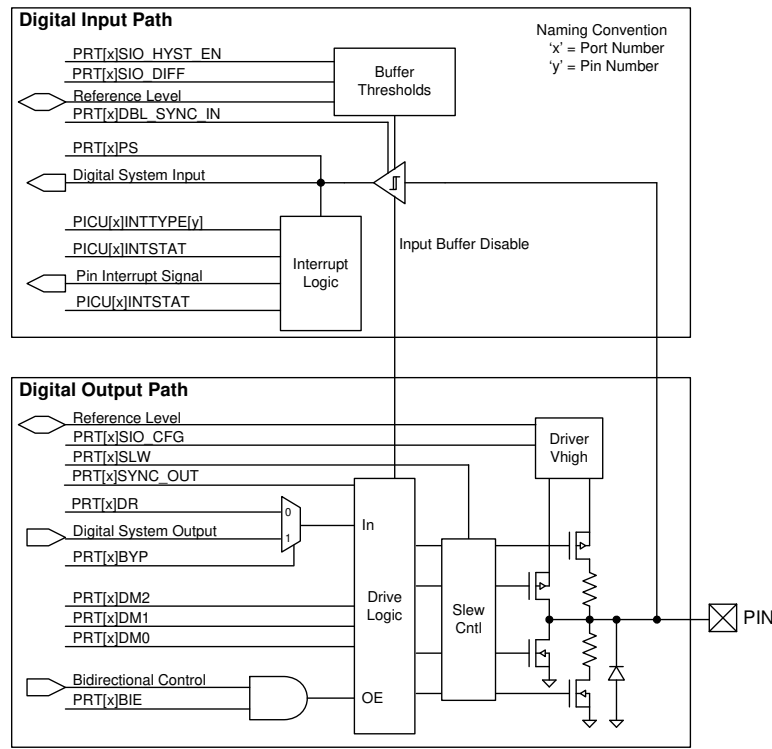 Digital Input Path
Naming Convention
‘x’ = Port Number
‘y’ = Pin Number
PRT[x]SIO_HYST_EN
PRT[x]SIO_DIFF
Reference Level
PRT[x]DBL_SYNC_IN
Buffer
Thresholds
PRT[x]PS
Digital System Input
PICU[x]INTTYPE[y]
PICU[x]INTSTAT
Pin Interrupt Signal
PICU[x]INTSTAT
Interrupt
Logic
Input Buffer Disable
Digital Output Path
Reference Level
PRT[x]SIO_CFG
PRT[x]SLW
PRT[x]SYNC_OUT
Driver
Vhigh
PRT[x]DR
Digital System Output
PRT[x]BYP
0
1
In
PRT[x]DM2
PRT[x]DM1
PRT[x]DM0
Drive
Logic
Slew
Cntl
PIN
Bidirectional Control
PRT[x]BIE
OE